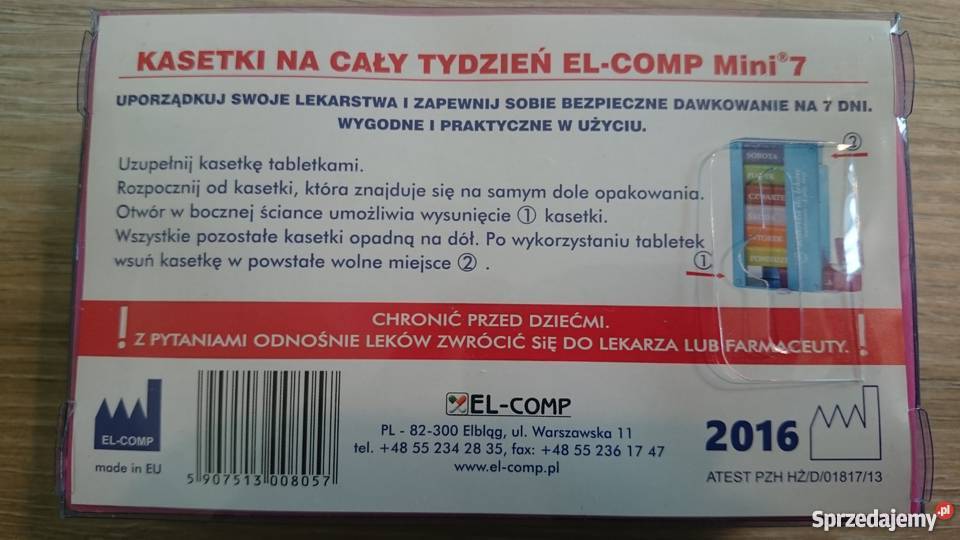 KASETKI NA CAŁY TYDZIEŃ EL-COMP Mini®7
UPORZĄDKUJ SWOJE LEKARSTWA I ZAPEWNIJ SOBIE BEZPIECZNE DAWKOWANIE NA 7 DNI.
WYGODNE I PRAKTYCZNE W UŻYCIU.
Uzupełnij kasetkę tabletkami.
Rozpocznij od kasetki, która znajduje się na samym dole opakowania.
Otwór w bocznej ściance umożliwia wysunięcie ① kasetki.
Wszystkie pozostałe kasetki opadną na dół. Po wykorzystaniu tabletek
wsuń kasetkę w powstałe wolne miejsce ② .
②
SOBOTA
①
! CHRONIĆ PRZED DZIEĆMI. !
Z PYTANIAMI ODNOŚNIE LEKÓW ZWRÓCIĆ SiĘ DO LEKARZA LUB FARMACEUTY.
EL-COMP
made in EU
5 907513 008057
EL-COMP
PL - 82-300 Elbląg, ul. Warszawska 11
tel. +48 55 234 28 35, fax: +48 55 236 17 47
www.el-comp.pl
2016
ATEST PZH HŻ/D/01817/13
Sprzedajemy.pl